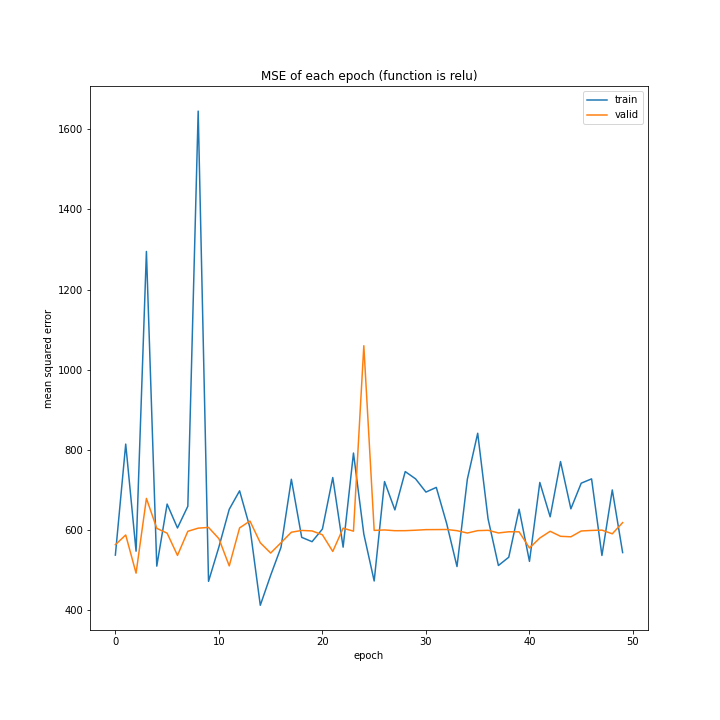 MSE of each epoch (function is relu)
train
valid
mean squared error
1600
1400
1200
1000
800
600
400
0
10
20
30
40
50
epoch